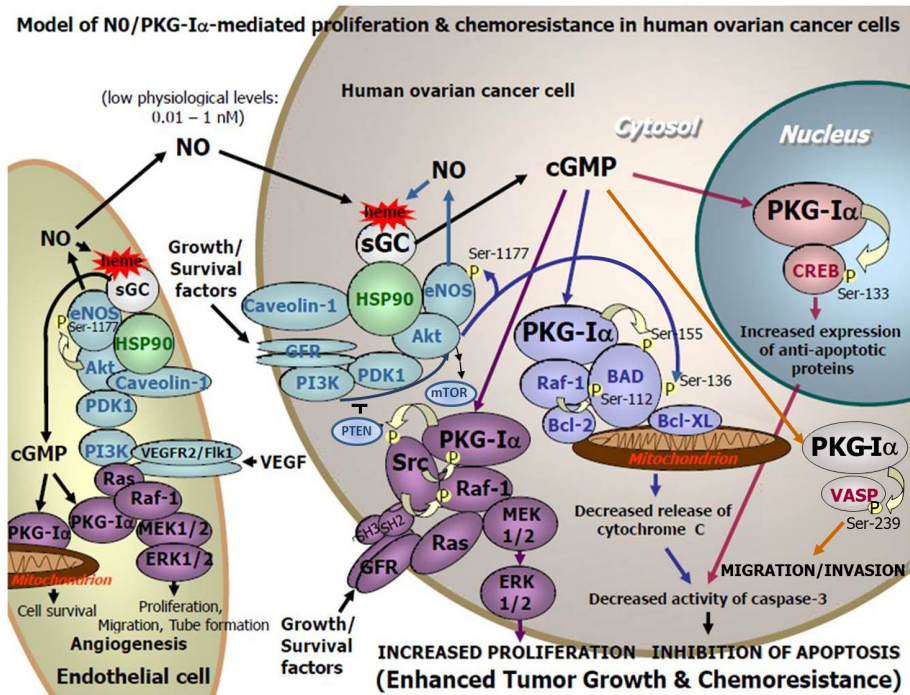 Model of N0/PKG-Iα-mediated proliferation & chemoresistance in human ovarian cancer cells
(low physiological levels:
0.01 – 1 nM)
Human ovarian cancer cell
Cytosol
Nucleus
NO
NO
cGMP
heme
sGC
PKG-Iα
CREB
P
Ser-133
Increased expression
of anti-apoptotic
proteins
NO
heme
sGC
eNOS
P
Ser-1177
HSP90
Akt
Caveolin-1
PDK1
PI3K
VEGFR2/Flk1
VEGF
cGMP
Ras
Raf-1
PKG-Iα
PKG-Iα
MEK1/2
ERK1/2
Mitochondrion
Cell survival
Proliferation,
Migration, Tube formation
Angiogenesis
Endothelial cell
Growth/
Survival
factors
Caveolin-1
HSP90
eNOS
P
Ser-1177
Akt
GFR
PI3K
PDK1
mTOR
PTEN
PKG-Iα
P
Ser-155
Raf-1
P
BAD
Ser-112
P
Ser-136
Bcl-2
Bcl-XL
Mitochondrion
Decreased release of
cytochrome C
P
PKG-Iα
Src
P
Raf-1
P
SH3
SH2
GFR
Ras
MEK
1/2
ERK
1/2
Growth/
Survival
factors
PKG-Iα
VASP
P
Ser-239
MIGRATION/INVASION
Decreased activity of caspase-3
INCREASED PROLIFERATION
INHIBITION OF APOPTOSIS
(Enhanced Tumor Growth & Chemoresistance)